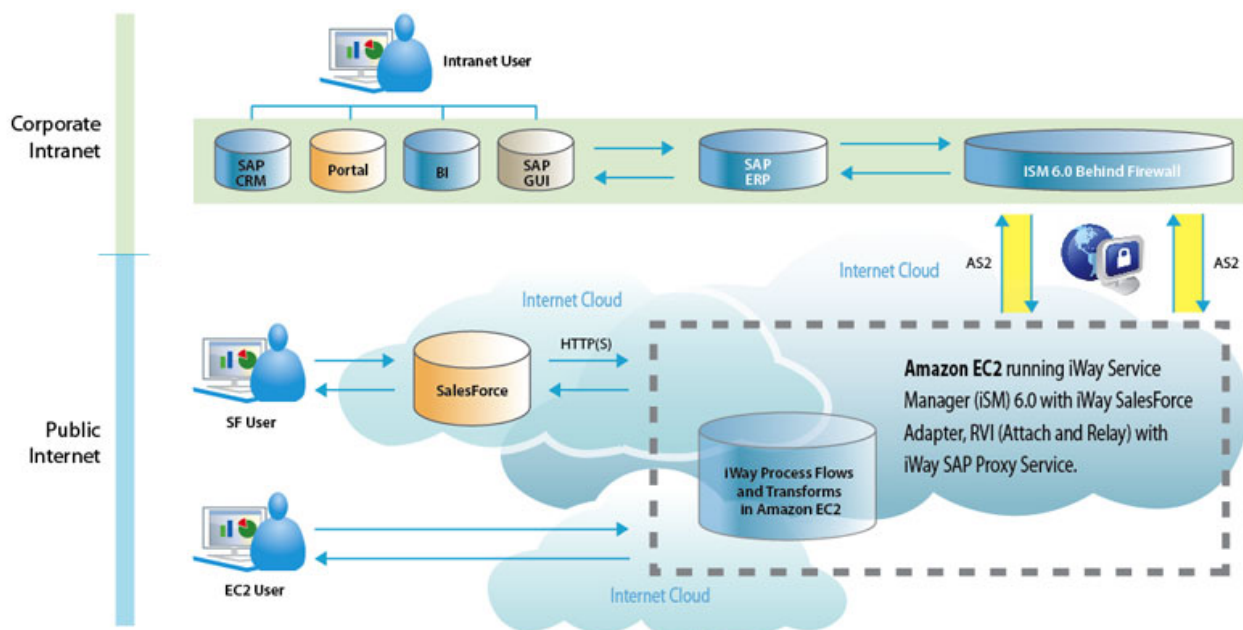 Intranet User
Corporate
Intranet
SAP
CRM
Portal
BI
SAP
GUI
SAP
ERP
ISM 6.0 Behind Firewall
AS2
AS2
Internet Cloud
Internet Cloud
HTTP(S)
SalesForce
SF User
Amazon EC2 running iWay Service
Manager (iSM) 6.0 with iWay SalesForce
Adapter, RVI (Attach and Relay) with
iWay SAP Proxy Service.
Public
Internet
iWay Process Flows
and Transforms
in Amazon EC2
EC2 User
Internet Cloud